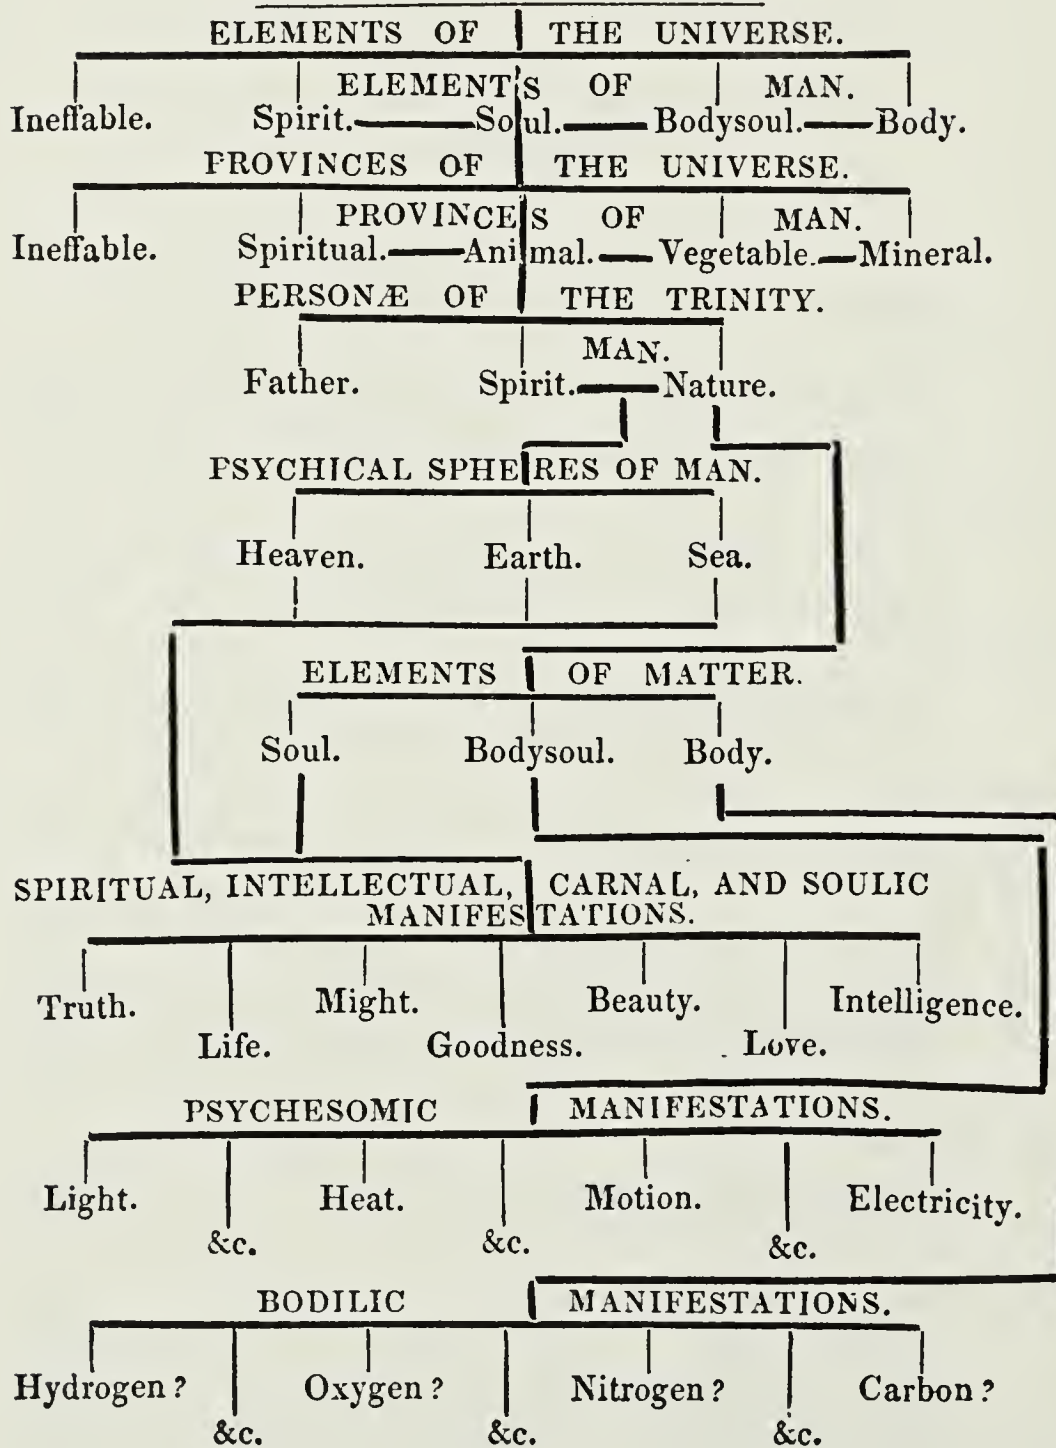 ELEMENTS OF THE UNIVERSE.
ELEMENTS OF MAN.
Ineffable. Spirit. Soul. Bodysoul. Body.
PROVINCES OF THE UNIVERSE.
PROVINCES OF MAN.
Ineffable. Spiritual. Animal. Vegetable. Mineral.
PERSONÆ OF THE TRINITY.
MAN.
Father. Spirit. Nature.
PSYCHICAL SPHERES OF MAN.
Heaven. Earth. Sea.
ELEMENTS OF MATTER.
Soul. Bodysoul. Body.
SPIRITUAL, INTELLECTUAL, CARNAL, AND SOULIC
MANIFESTATIONS.
Truth. Might. Beauty. Intelligence.
Life. Goodness. Love.
PSYCHESOMIC MANIFESTATIONS.
Light. Heat. Motion. Electricity.
&c. &c. &c.
BODILIC MANIFESTATIONS.
Hydrogen? Oxygen? Nitrogen? Carbon?
&c. &c. &c.